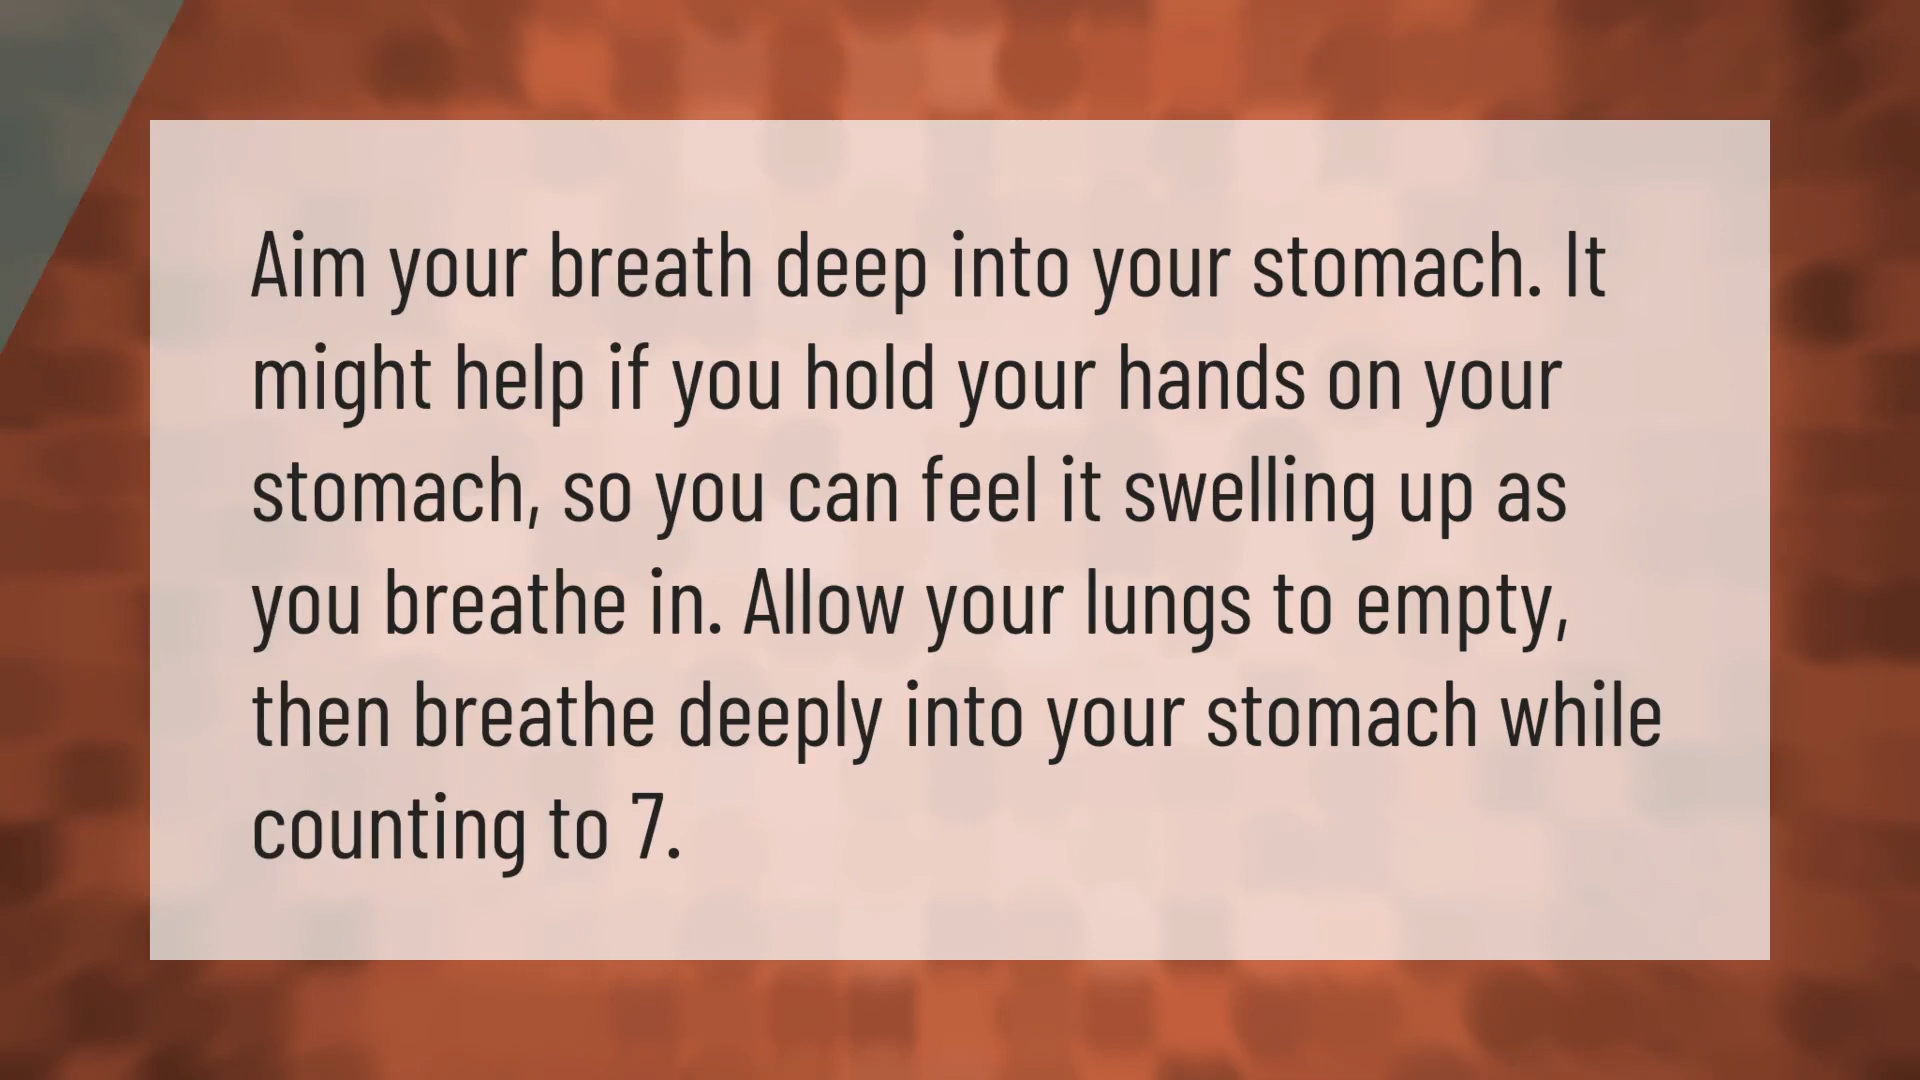 Aim your breath deep into your stomach. It
might help if you hold your hands on your
stomach, so you can feel it swelling up as
you breathe in. Allow your lungs to empty,
then breathe deeply into your stomach while
counting to 7.